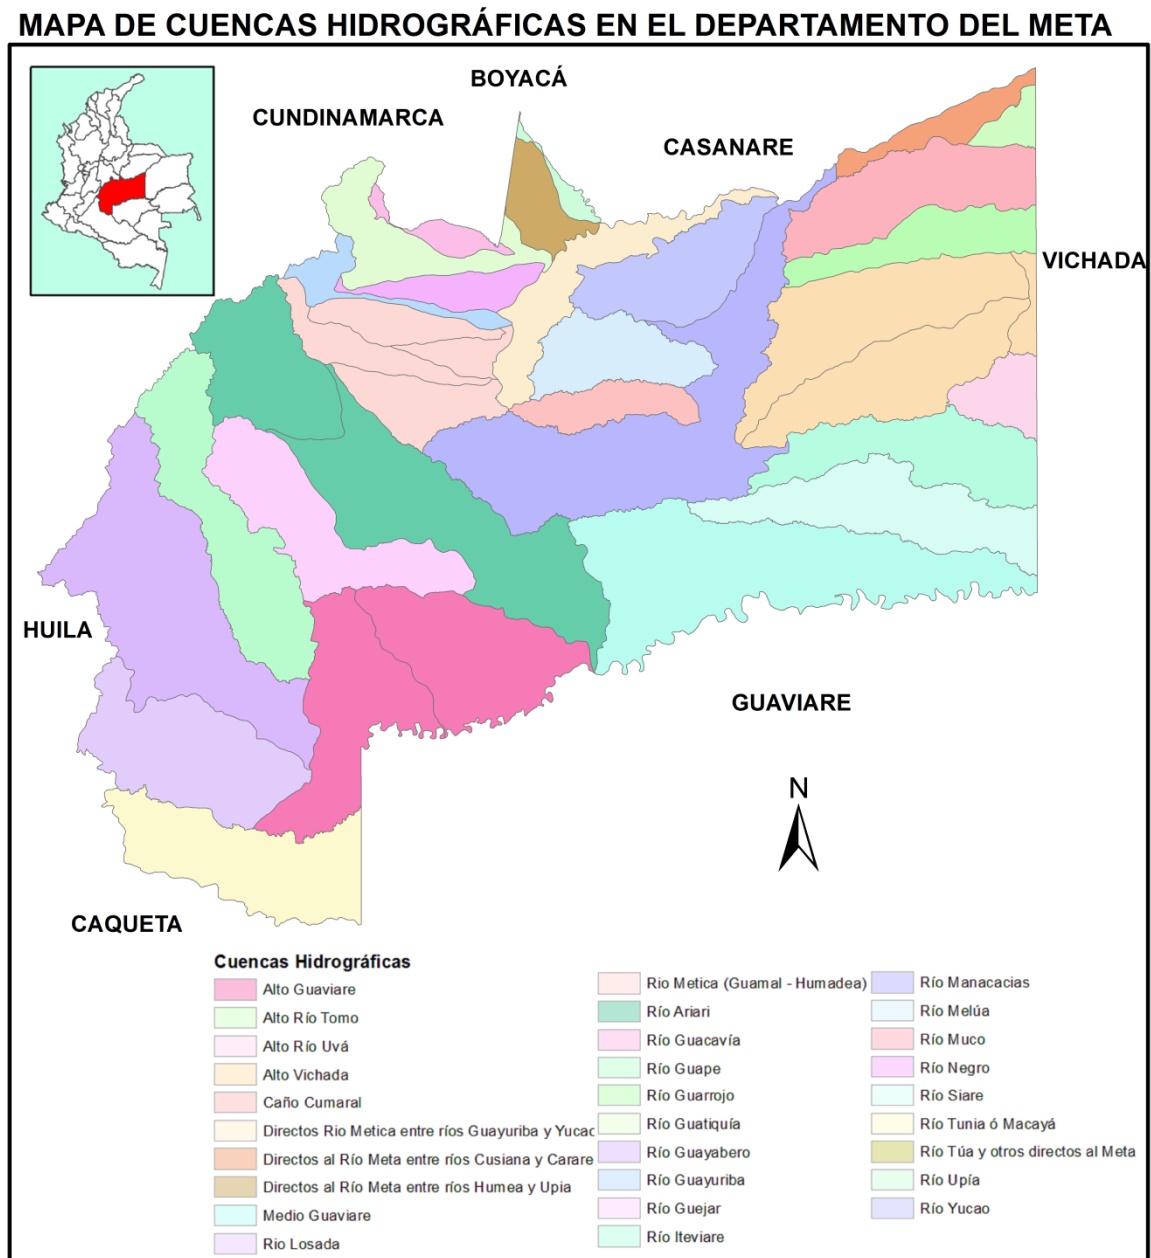 MAPA DE CUENCAS HIDROGRÁFICAS EN EL DEPARTAMENTO DEL META
BOYACÁ
CUNDINAMARCA
CASANARE
VICHADA
HUILA
GUAVIARE
N
CAQUETA
Cuencas Hidrográficas
Alto Guaviare
Alto Río Tomo
Alto Río Uvá
Alto Vichada
Caño Cumaral
Directos Rio Metica entre ríos Guayuriba y Yucao
Directos al Río Meta entre ríos Cusiana y Carare
Directos al Río Meta entre ríos Humea y Upia
Medio Guaviare
Rio Losada
Rio Metica (Guamal - Humadea)
Río Ariari
Río Guacavía
Río Guape
Río Guarrojo
Río Guatiquía
Río Guayabero
Río Guayuriba
Río Guejar
Río Iteviare
Río Manacacias
Río Melúa
Río Muco
Río Negro
Río Siare
Río Tunia ó Macayá
Río Túa y otros directos al Meta
Río Upía
Río Yucao